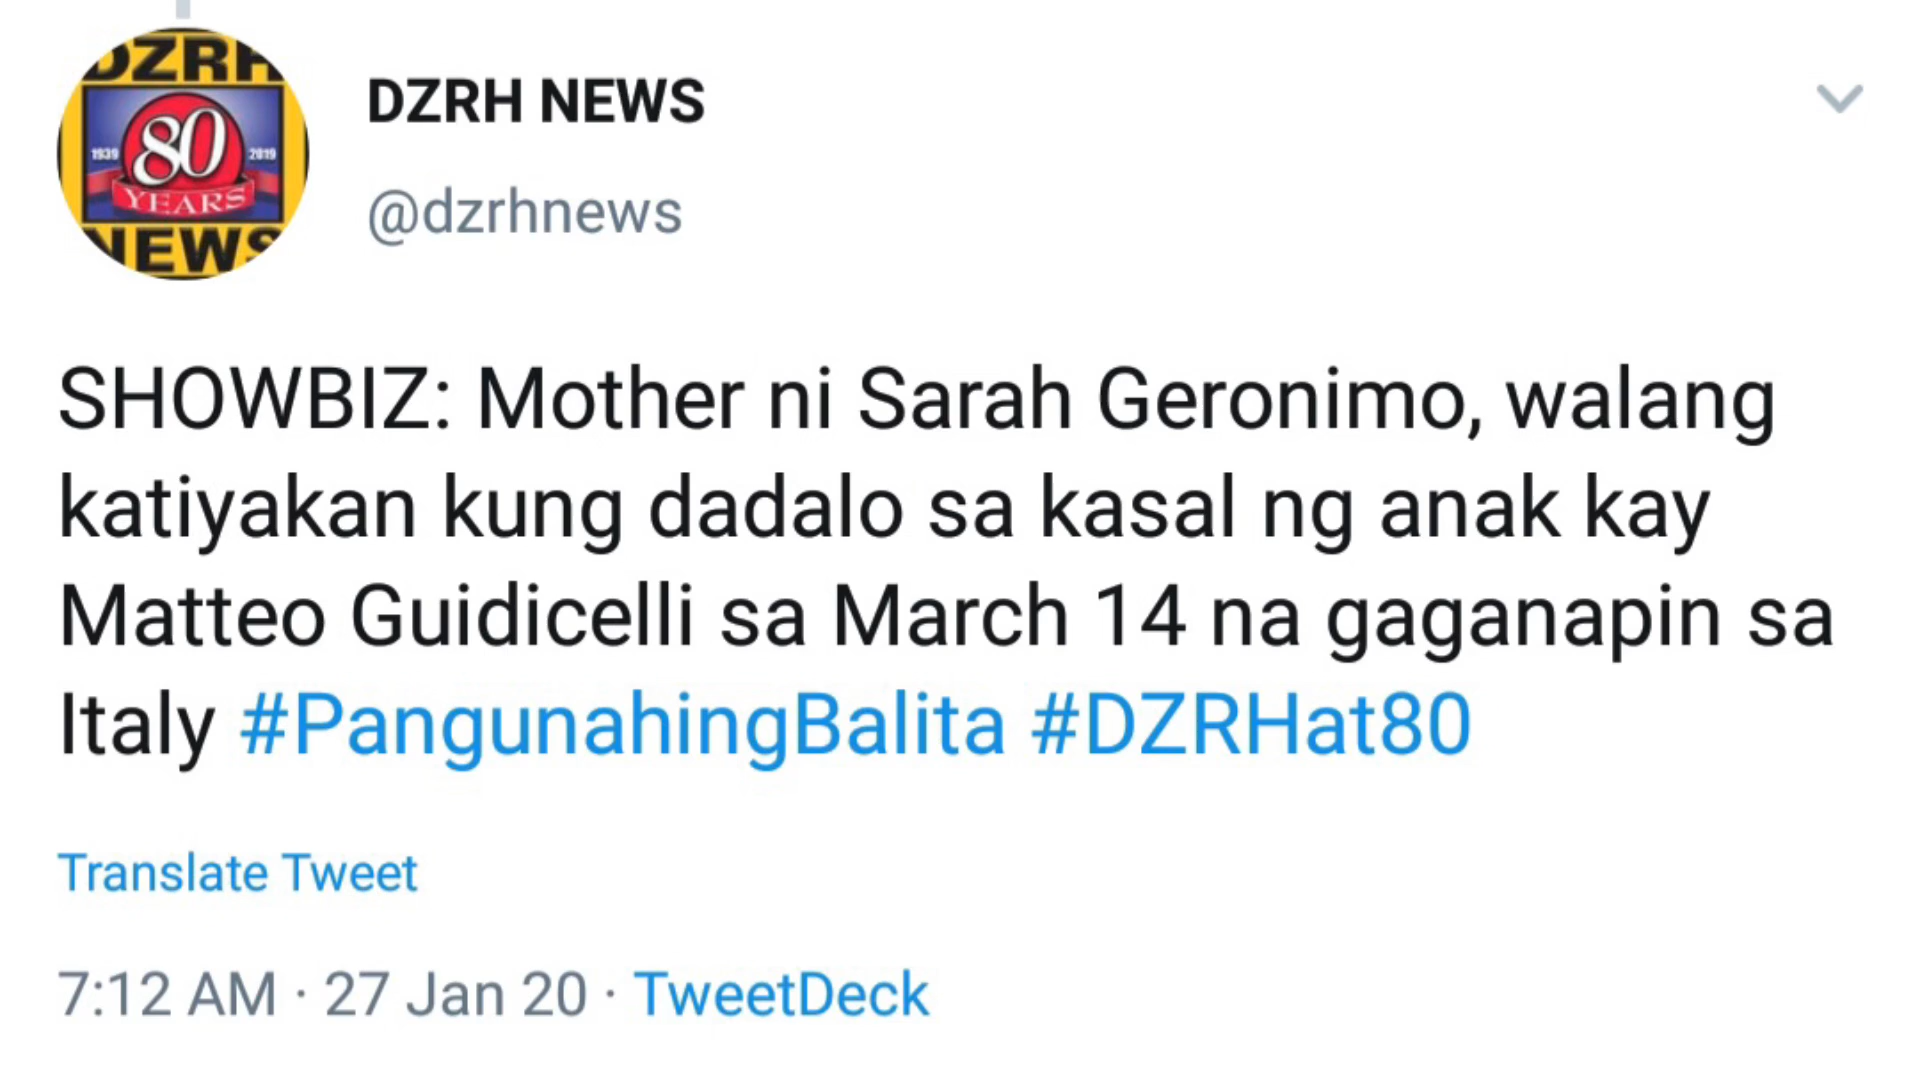 DZRH
1939 80 2019
YEARS
NEWS
DZRH NEWS
@dzrhnews
SHOWBIZ: Mother ni Sarah Geronimo, walang
katiyakan kung dadalo sa kasal ng anak kay
Matteo Guidicelli sa March 14 na gaganapin sa
Italy #PangunahingBalita #DZRHat80
Translate Tweet
7:12 AM · 27 Jan 20 · TweetDeck